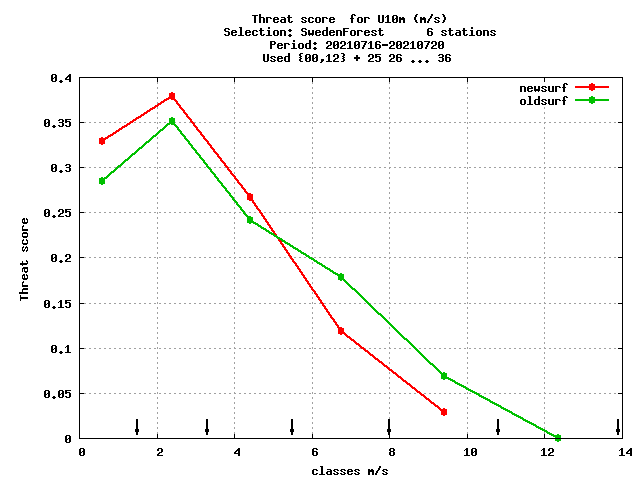 Threat score  for U10m (m/s)
Selection: SwedenForest      6 stations
Period: 20210716-20210720
Used {00,12} + 25 26 ... 36
newsurf
oldsurf
0.4
0.35
0.3
0.25
0.2
0.15
0.1
0.05
0
Threat score
0 2 4 6 8 10 12 14
classes m/s